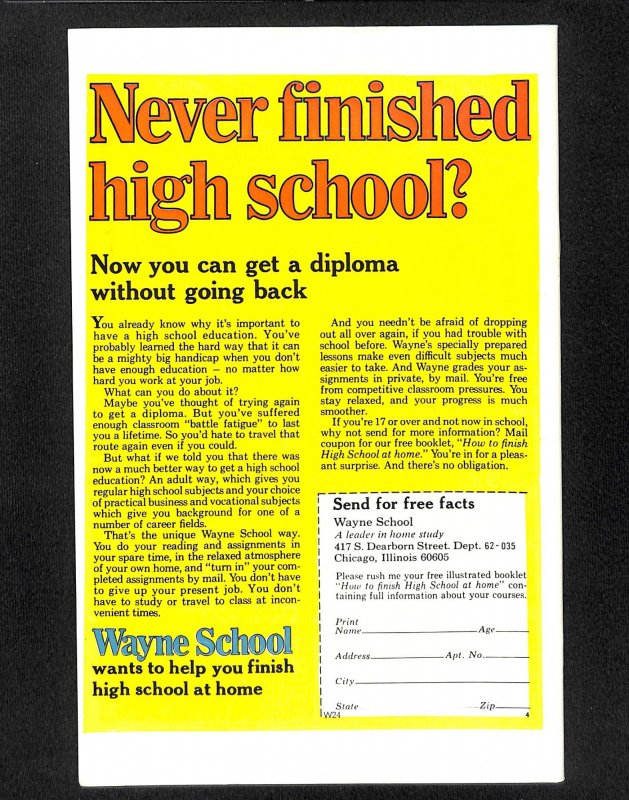 Never finished
high school?
Now you can get a diploma
without going back
You already know why it's important to
have a high school education. You've
probably learned the hard way that it can
be a mighty big handicap when you don't
have enough education — no matter how
hard you work at your job.
What can you do about it?
Maybe you've thought of trying again
to get a diploma. But you've suffered
enough classroom "battle fatigue" to last
you a lifetime. So you'd hate to travel that
route again even if you could.
But what if we told you that there was
now a much better way to get a high school
education? An adult way, which gives you
regular high school subjects and your choice
of practical business and vocational subjects
which give you background for one of a
number of career fields.
That's the unique Wayne School way.
You do your reading and assignments in
your spare time, in the relaxed atmosphere
of your own home, and "turn in" your com-
pleted assignments by mail. You don't have
to give up your present job. You don't
have to study or travel to class at incon-
venient times.
Wayne School
wants to help you finish
high school at home
And you needn't be afraid of dropping
out all over again, if you had trouble with
school before. Wayne's specially prepared
lessons make even difficult subjects much
easier to take. And Wayne grades your as-
signments in private, by mail. You're free
from competitive classroom pressures. You
stay relaxed, and your progress is much
smoother.
If you're 17 or over and not now in school,
why not send for more information? Mail
coupon for our free booklet, "How to finish
High School at home." You're in for a pleas-
ant surprise. And there's no obligation.
Send for free facts
Wayne School
A leader in home study
417 S. Dearborn Street. Dept. 62-035
Chicago, Illinois 60605
Please rush me your free illustrated booklet
"How to finish High School at home" con-
taining full information about your courses.
Print
Name Age
Address Apt. No.
City
State Zip
W24 4